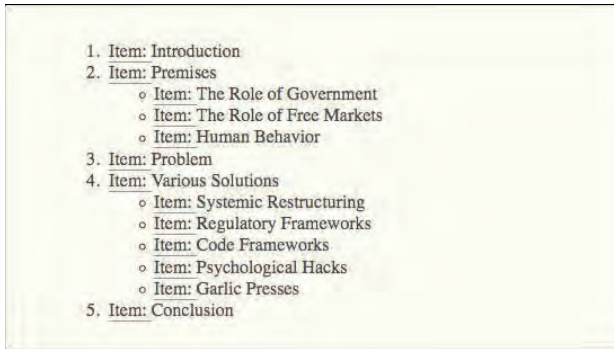 1. Item: Introduction
2. Item: Premises
◦ Item: The Role of Government
◦ Item: The Role of Free Markets
◦ Item: Human Behavior
3. Item: Problem
4. Item: Various Solutions
◦ Item: Systemic Restructuring
◦ Item: Regulatory Frameworks
◦ Item: Code Frameworks
◦ Item: Psychological Hacks
◦ Item: Garlic Presses
5. Item: Conclusion